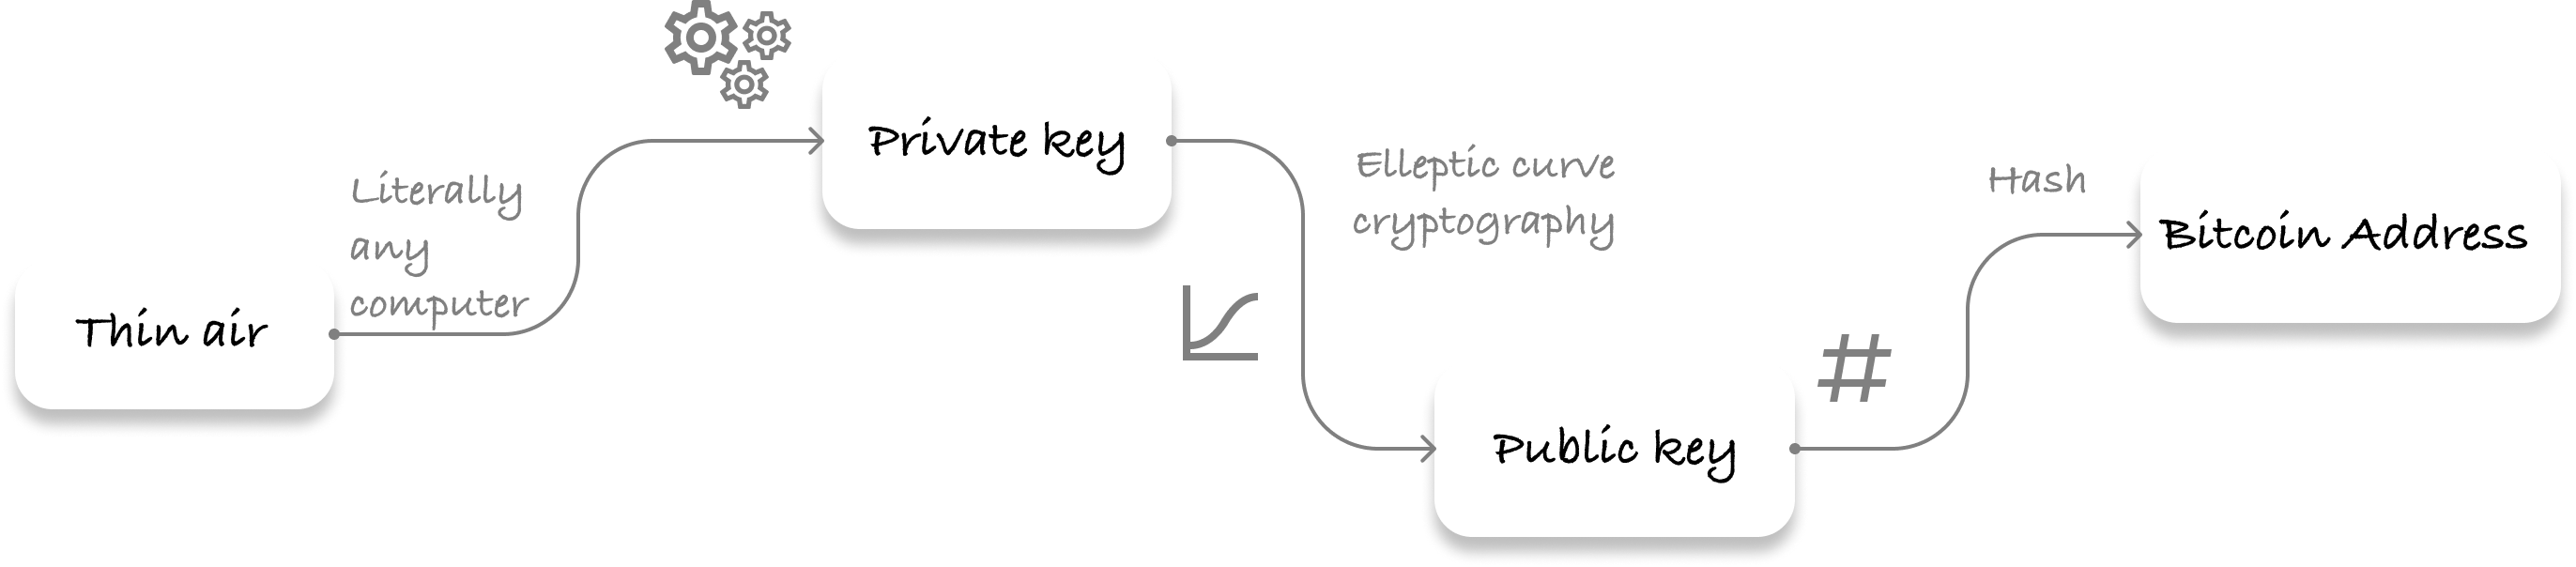 Thin air
Literally
any
computer
Private key
Elleptic curve
cryptography
Public key
#
Hash
Bitcoin Address